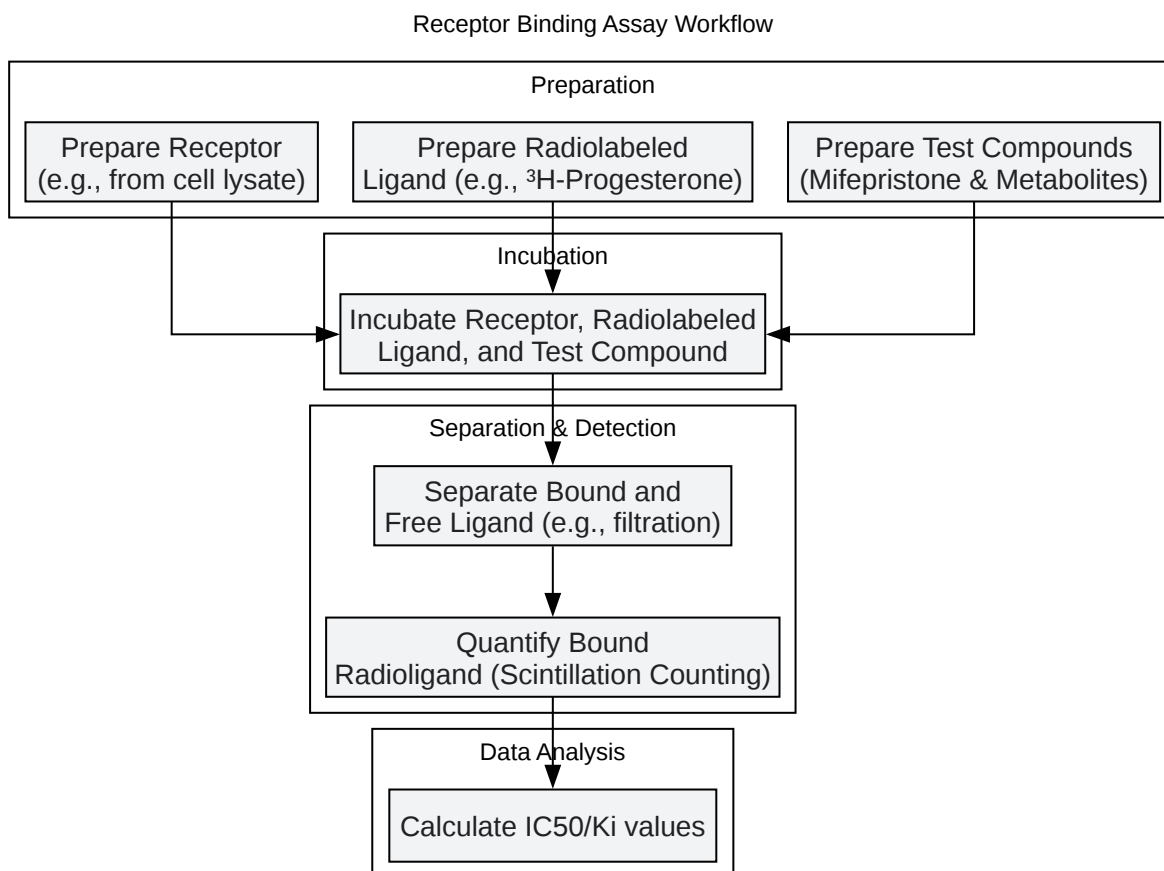 Receptor Binding Assay Workflow
Preparation
Prepare Receptor
(e.g., from cell lysate)
Prepare Radiolabeled
Ligand (e.g., ³H-Progesterone)
Prepare Test Compounds
(Mifepristone & Metabolites)
Incubation
Incubate Receptor, Radiolabeled
Ligand, and Test Compound
Separation & Detection
Separate Bound and
Free Ligand (e.g., filtration)
Quantify Bound
Radioligand (Scintillation Counting)
Data Analysis
Calculate IC50/Ki values